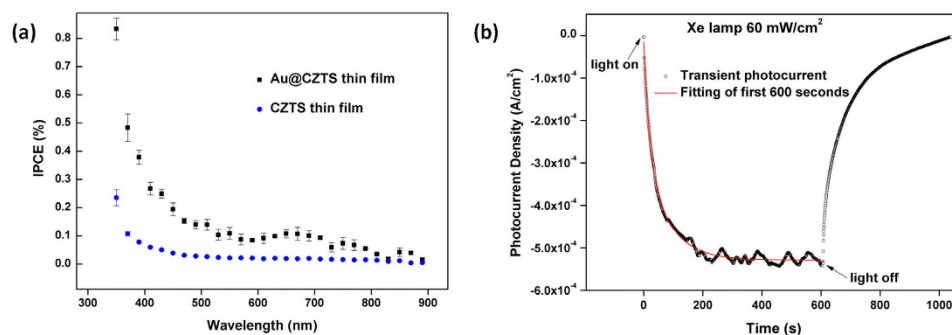 (a)
0.8
0.7
0.6
0.5
0.4
0.3
0.2
0.1
0.0
IPCE (%)
Au@CZTS thin film
CZTS thin film
300 400 500 600 700 800 900
Wavelength (nm)
(b)
Xe lamp 60 mW/cm²
0.0
-1.0x10⁻⁴
-2.0x10⁻⁴
-3.0x10⁻⁴
-4.0x10⁻⁴
-5.0x10⁻⁴
-6.0x10⁻⁴
Photocurrent Density (A/cm²)
light on
Transient photocurrent
Fitting of first 600 seconds
light off
0 200 400 600 800 1000
Time (s)